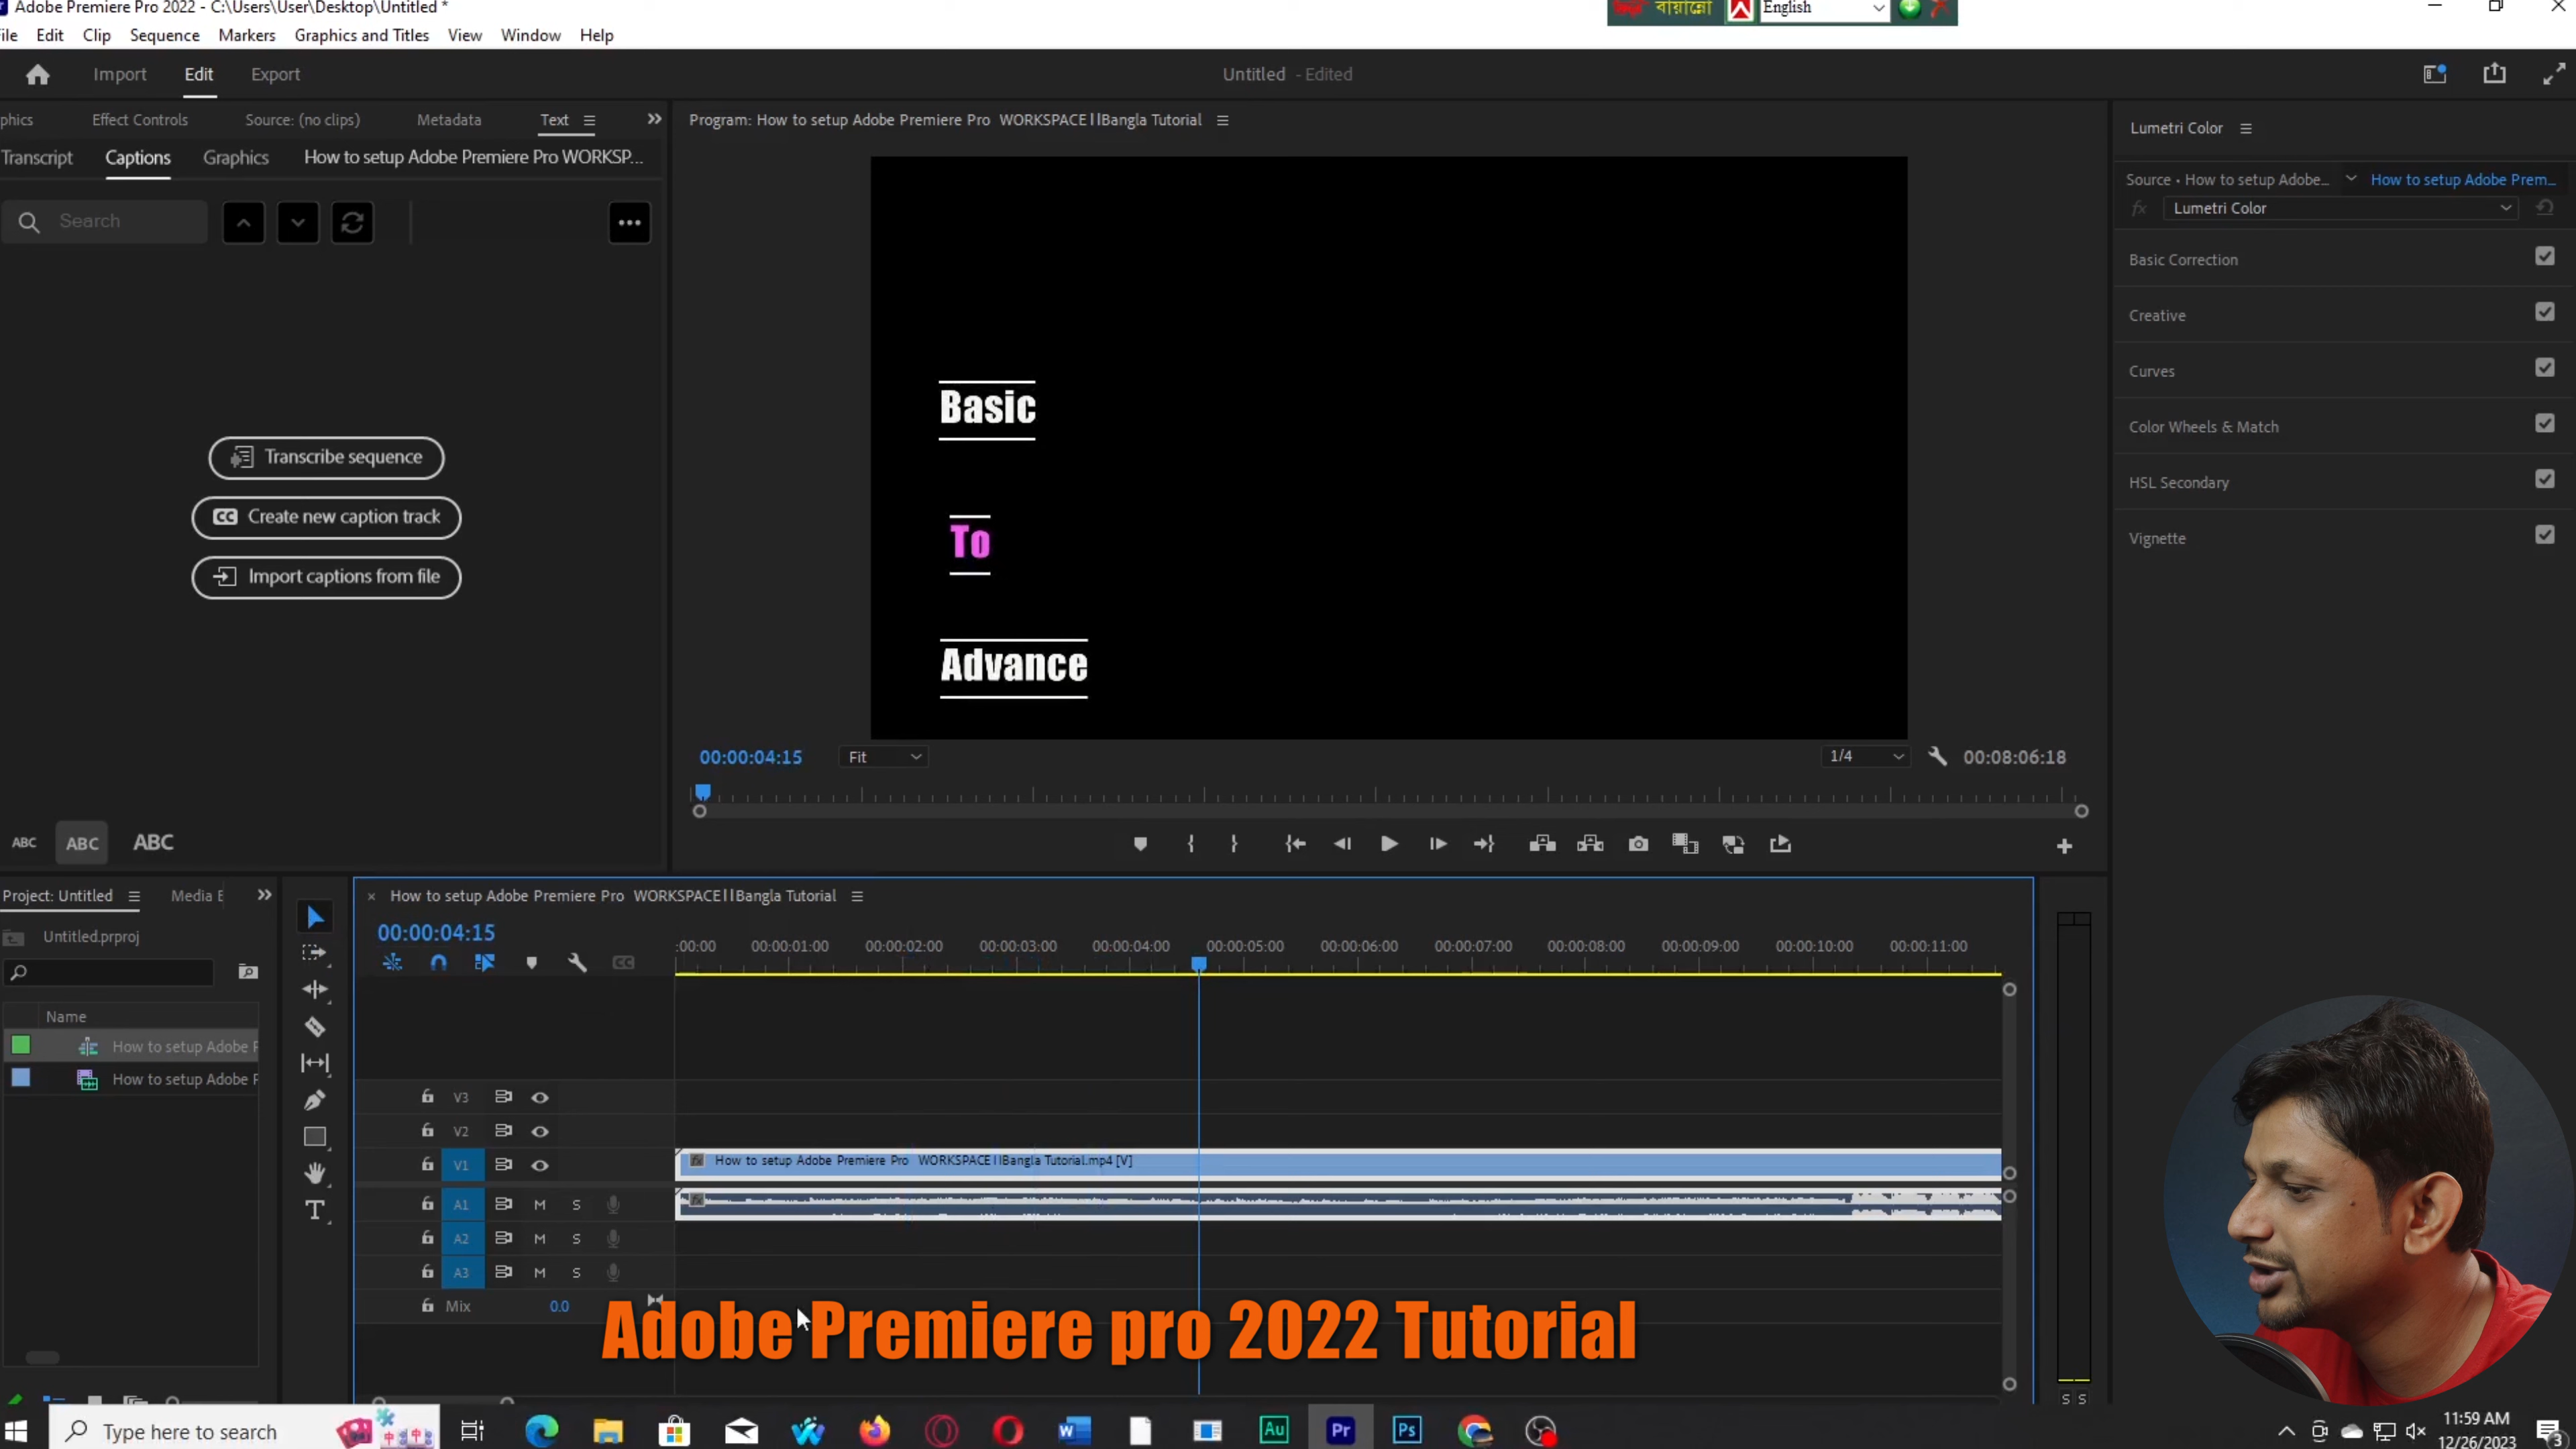 Adobe Premiere Pro 2022 - C:\Users\User\Desktop\Untitled *
বায়ান্নো English
File Edit Clip Sequence Markers Graphics and Titles View Window Help
Import Edit Export
Untitled - Edited
phics Effect Controls Source: (no clips) Metadata Text
Transcript Captions Graphics How to setup Adobe Premiere Pro WORKSP...
Search
Transcribe sequence
Create new caption track
Import captions from file
ABC ABC ABC
Program: How to setup Adobe Premiere Pro WORKSPACE||Bangla Tutorial
Basic
To
Advance
00:00:04:15 Fit 1/4 00:08:06:18
Lumetri Color
Source • How to setup Adobe... How to setup Adobe Prem...
fx Lumetri Color
Basic Correction
Creative
Curves
Color Wheels & Match
HSL Secondary
Vignette
Project: Untitled Media E
Untitled.prproj
Name
How to setup Adobe P
How to setup Adobe P
How to setup Adobe Premiere Pro WORKSPACE||Bangla Tutorial
00:00:04:15
:00:00 00:00:01:00 00:00:02:00 00:00:03:00 00:00:04:00 00:00:05:00 00:00:06:00 00:00:07:00 00:00:08:00 00:00:09:00 00:00:10:00 00:00:11:00
V3
V2
V1 fx How to setup Adobe Premiere Pro WORKSPACE||Bangla Tutorial.mp4 [V]
A1 M S fx
A2 M S
A3 M S
Mix 0.0
Adobe Premiere pro 2022 Tutorial
S S
Type here to search
Au Pr Ps
11:59 AM
12/26/2023
3